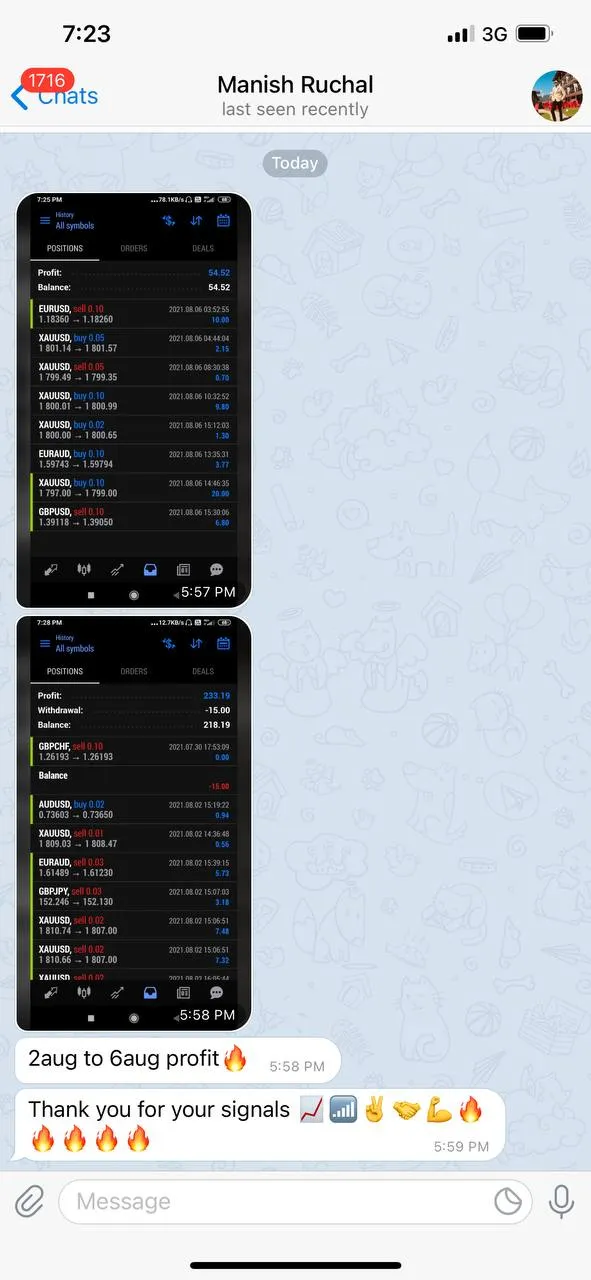 7:23
3G
1716
Chats
Manish Ruchal
last seen recently
Today
7:25 PM
...78.1KB/s
History
All symbols
POSITIONS ORDERS DEALS
Profit: 54.52
Balance: 54.52
EURUSD, sell 0.10 2021.08.06 03:52:55
1.18360 → 1.18260 10.00
XAUUSD, buy 0.05 2021.08.06 04:44:04
1 801.14 → 1 801.57 2.15
XAUUSD, sell 0.05 2021.08.06 08:30:38
1 799.49 → 1 799.35 0.70
XAUUSD, buy 0.10 2021.08.06 10:32:52
1 800.01 → 1 800.99 9.80
XAUUSD, buy 0.02 2021.08.06 15:12:03
1 800.00 → 1 800.65 1.30
EURAUD, buy 0.10 2021.08.06 13:35:31
1.59743 → 1.59794 3.77
XAUUSD, buy 0.10 2021.08.06 14:46:35
1 797.00 → 1 799.00 20.00
GBPUSD, sell 0.10 2021.08.06 15:30:06
1.39118 → 1.39050 6.80
5:57 PM
7:28 PM
...12.7KB/s
History
All symbols
POSITIONS ORDERS DEALS
Profit: 233.19
Withdrawal: -15.00
Balance: 218.19
GBPCHF, sell 0.10 2021.07.30 17:53:09
1.26193 → 1.26193 0.00
Balance
-15.00
AUDUSD, buy 0.02 2021.08.02 15:19:22
0.73603 → 0.73650 0.94
XAUUSD, sell 0.01 2021.08.02 14:36:48
1 809.03 → 1 808.47 0.56
EURAUD, sell 0.03 2021.08.02 15:39:15
1.61489 → 1.61230 5.73
GBPJPY, sell 0.03 2021.08.02 15:07:03
152.246 → 152.130 3.18
XAUUSD, sell 0.02 2021.08.02 15:06:51
1 810.74 → 1 807.00 7.48
XAUUSD, sell 0.02 2021.08.02 15:06:51
1 810.66 → 1 807.00 7.32
XAUUSD, sell 0.02 2021.08.02 16:05:44
5:58 PM
2aug to 6aug profit🔥 5:58 PM
Thank you for your signals 📈📶✌️🤝💪🔥
🔥🔥🔥🔥 5:59 PM
Message